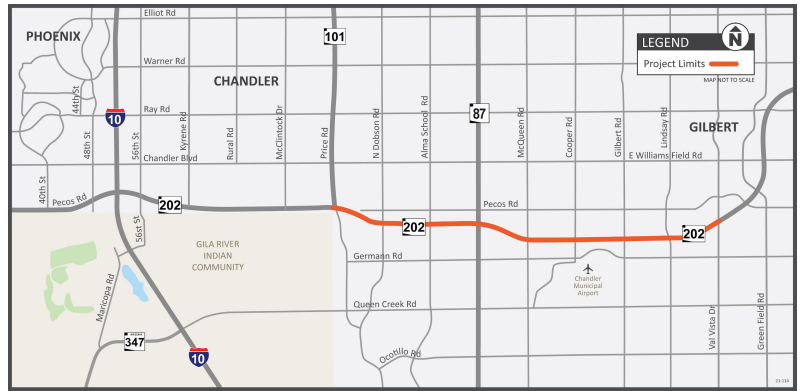 Elliot Rd
PHOENIX
101
LEGEND
N
Project Limits
MAP NOT TO SCALE
Warner Rd
CHANDLER
44th St
Ray Rd
10
87
48th St
56th St
Kyrene Rd
Rural Rd
McClintock Dr
Price Rd
N Dobson Rd
Alma School Rd
McQueen Rd
Cooper Rd
Gilbert Rd
Lindsay Rd
GILBERT
Chandler Blvd
E Williams Field Rd
40th St
Pecos Rd
202
Pecos Rd
56st St
202
202
GILA RIVER
INDIAN
COMMUNITY
Germann Rd
Chandler
Municipal
Airport
Maricopa Rd
Queen Creek Rd
Val Vista Dr
Green Field Rd
347
10
Ocotillo Rd